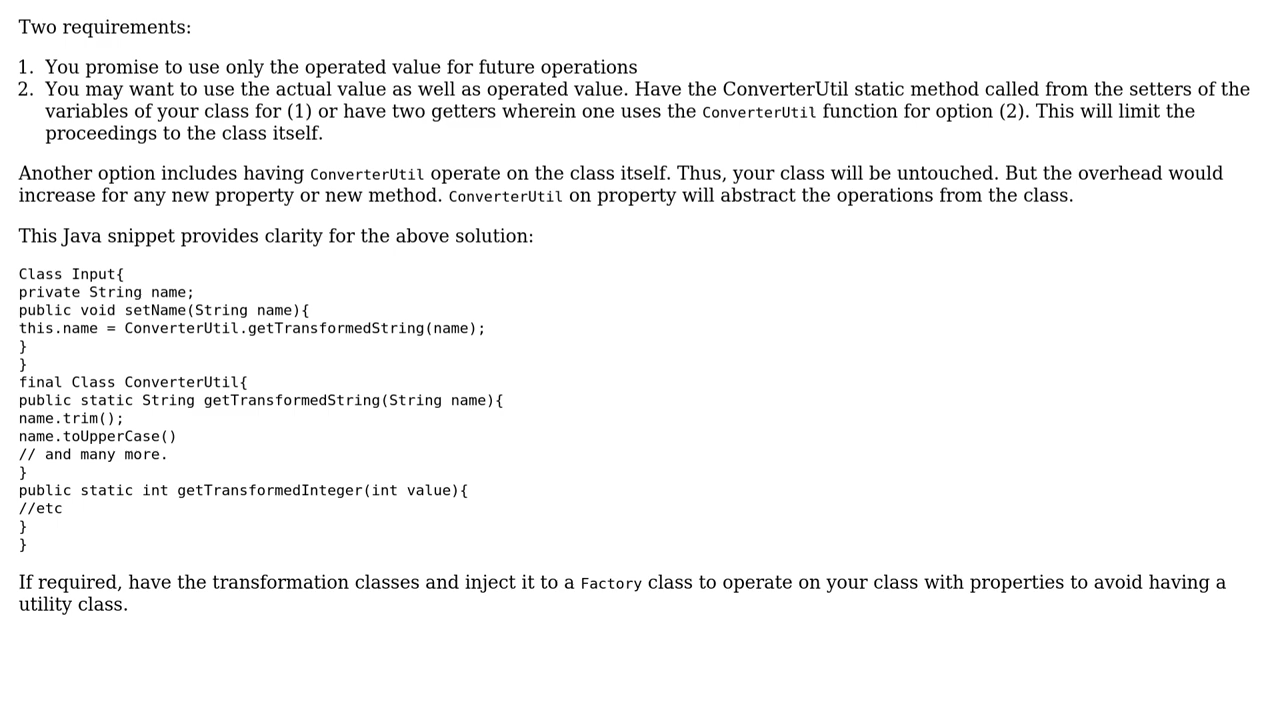 Two requirements:
1. You promise to use only the operated value for future operations
2. You may want to use the actual value as well as operated value. Have the ConverterUtil static method called from the setters of the
variables of your class for (1) or have two getters wherein one uses the ConverterUtil function for option (2). This will limit the
proceedings to the class itself.
Another option includes having ConverterUtil operate on the class itself. Thus, your class will be untouched. But the overhead would
increase for any new property or new method. ConverterUtil on property will abstract the operations from the class.
This Java snippet provides clarity for the above solution:
Class Input{
private String name;
public void setName(String name){
this.name = ConverterUtil.getTransformedString(name);
}
}
final Class ConverterUtil{
public static String getTransformedString(String name){
name.trim();
name.toUpperCase()
// and many more.
}
public static int getTransformedInteger(int value){
//etc
}
}
If required, have the transformation classes and inject it to a Factory class to operate on your class with properties to avoid having a
utility class.